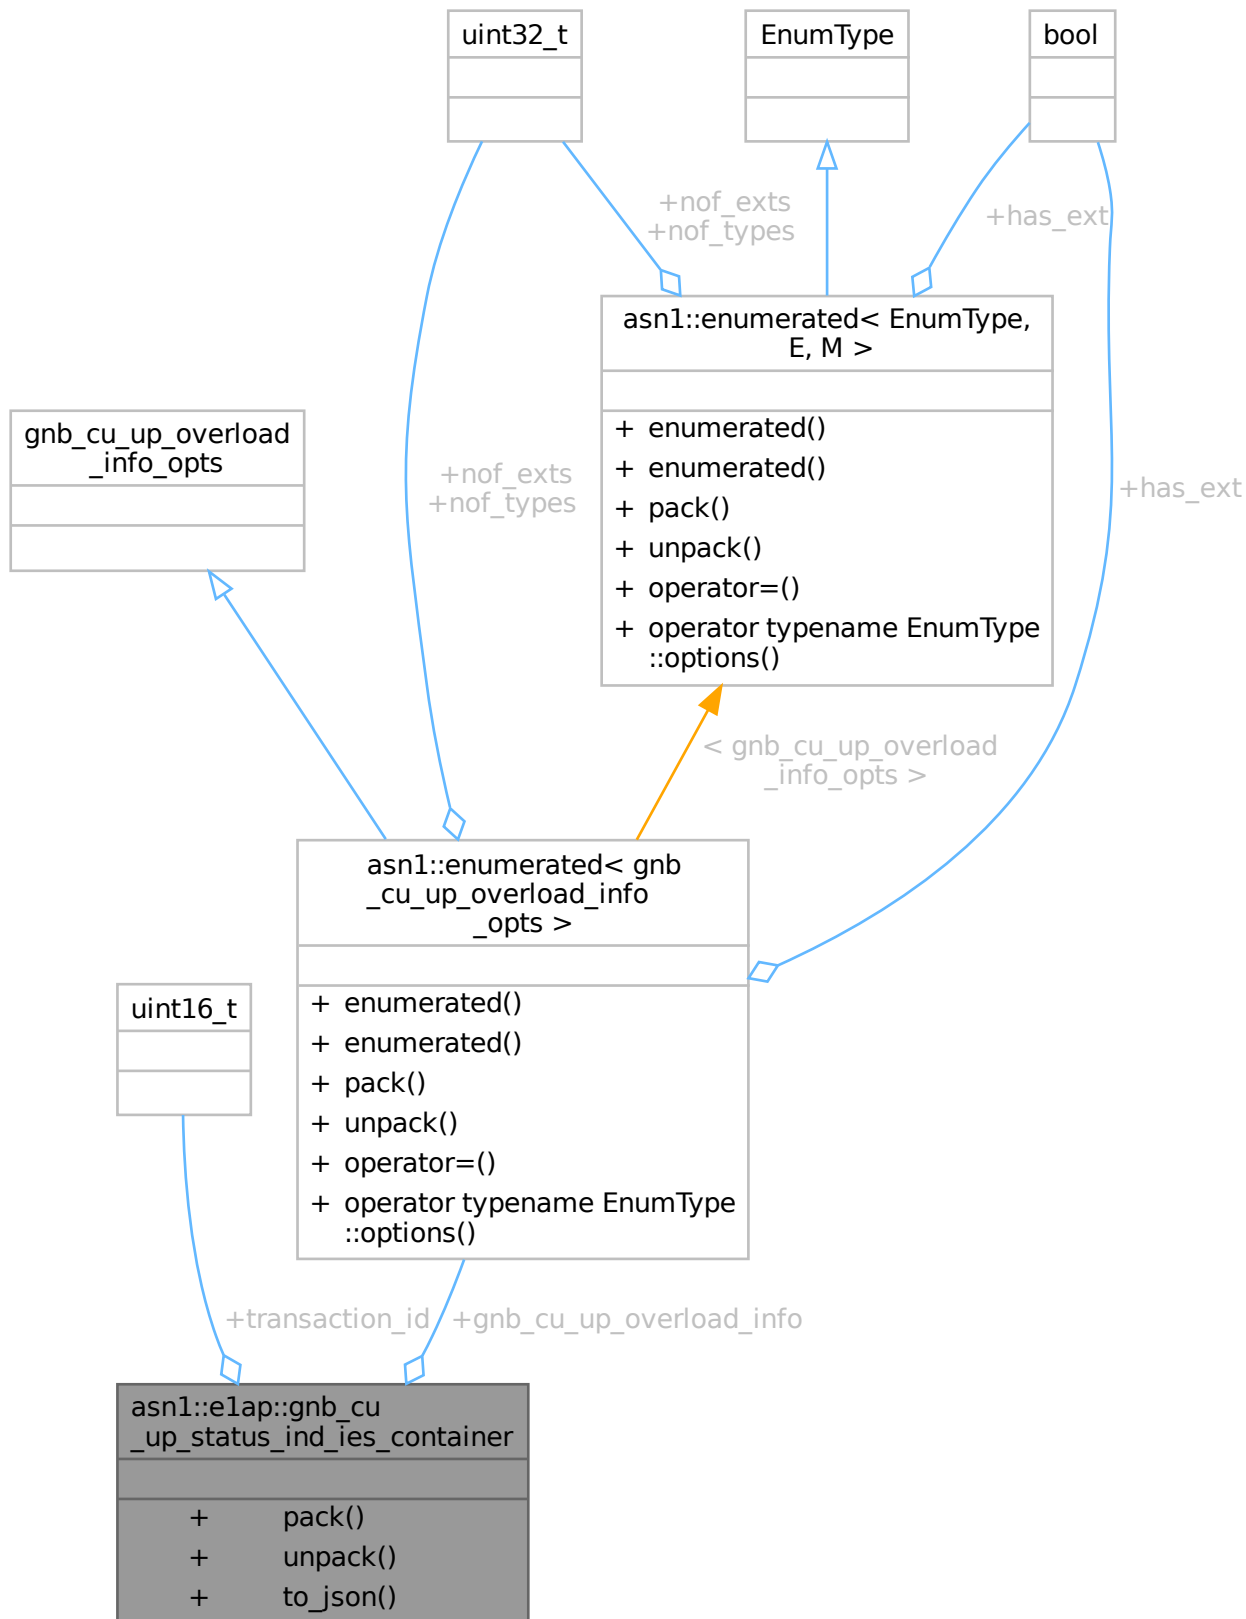 uint32_t
EnumType
bool
+nof_exts
+nof_types
+has_ext
asn1::enumerated< EnumType,
E, M >
+ enumerated()
+ enumerated()
+ pack()
+ unpack()
+ operator=()
+ operator typename EnumType
::options()
gnb_cu_up_overload
_info_opts
+nof_exts
+nof_types
+has_ext
< gnb_cu_up_overload
_info_opts >
asn1::enumerated< gnb
_cu_up_overload_info
_opts >
+ enumerated()
+ enumerated()
+ pack()
+ unpack()
+ operator=()
+ operator typename EnumType
::options()
uint16_t
+transaction_id
+gnb_cu_up_overload_info
asn1::e1ap::gnb_cu
_up_status_ind_ies_container
+ pack()
+ unpack()
+ to_json()